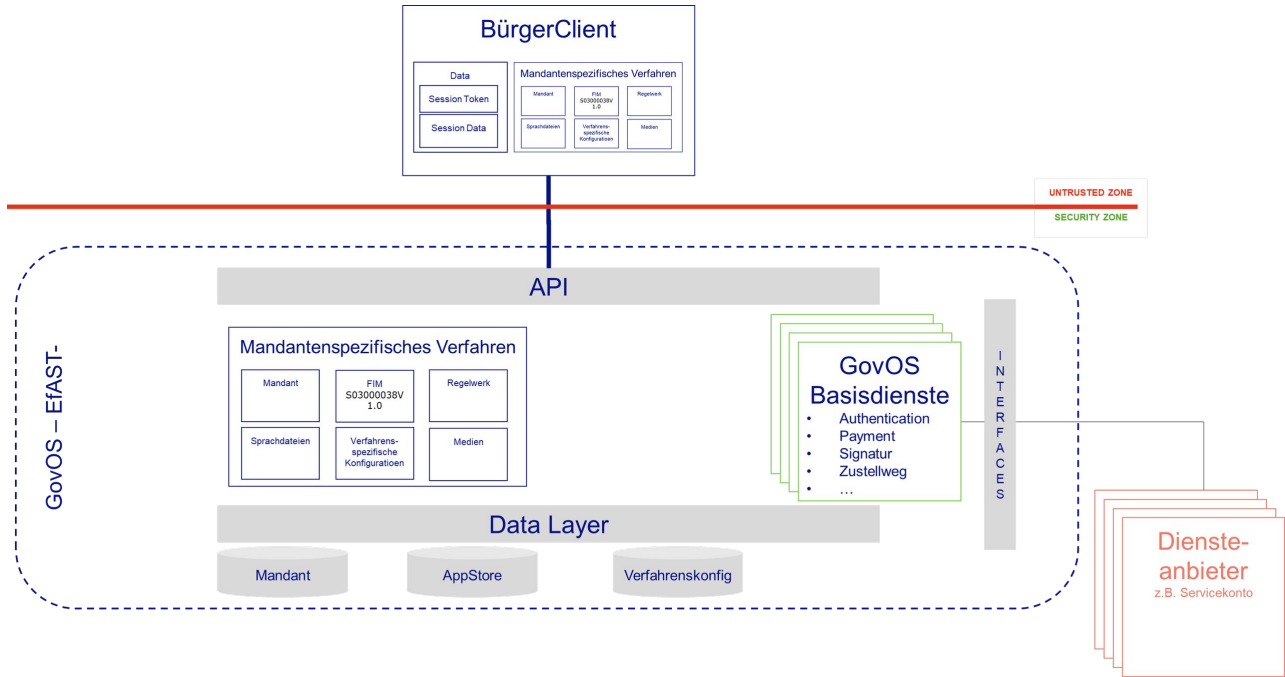 BürgerClient
Data
Session Token
Session Data
Mandantenspezifisches Verfahren
Mandant
FIM
S03000038V
1.0
Regelwerk
Sprachdateien
Verfahrens-
spezifische
Konfiguratioen
Medien
UNTRUSTED ZONE
SECURITY ZONE
GovOS – EfAST-
API
Mandantenspezifisches Verfahren
Mandant
FIM
S03000038V
1.0
Regelwerk
Sprachdateien
Verfahrens-
spezifische
Konfiguratioen
Medien
GovOS
Basisdienste
• Authentication
• Payment
• Signatur
• Zustellweg
• …
INTERFACES
Data Layer
Mandant
AppStore
Verfahrenskonfig
Dienste-
anbieter
z.B. Servicekonto